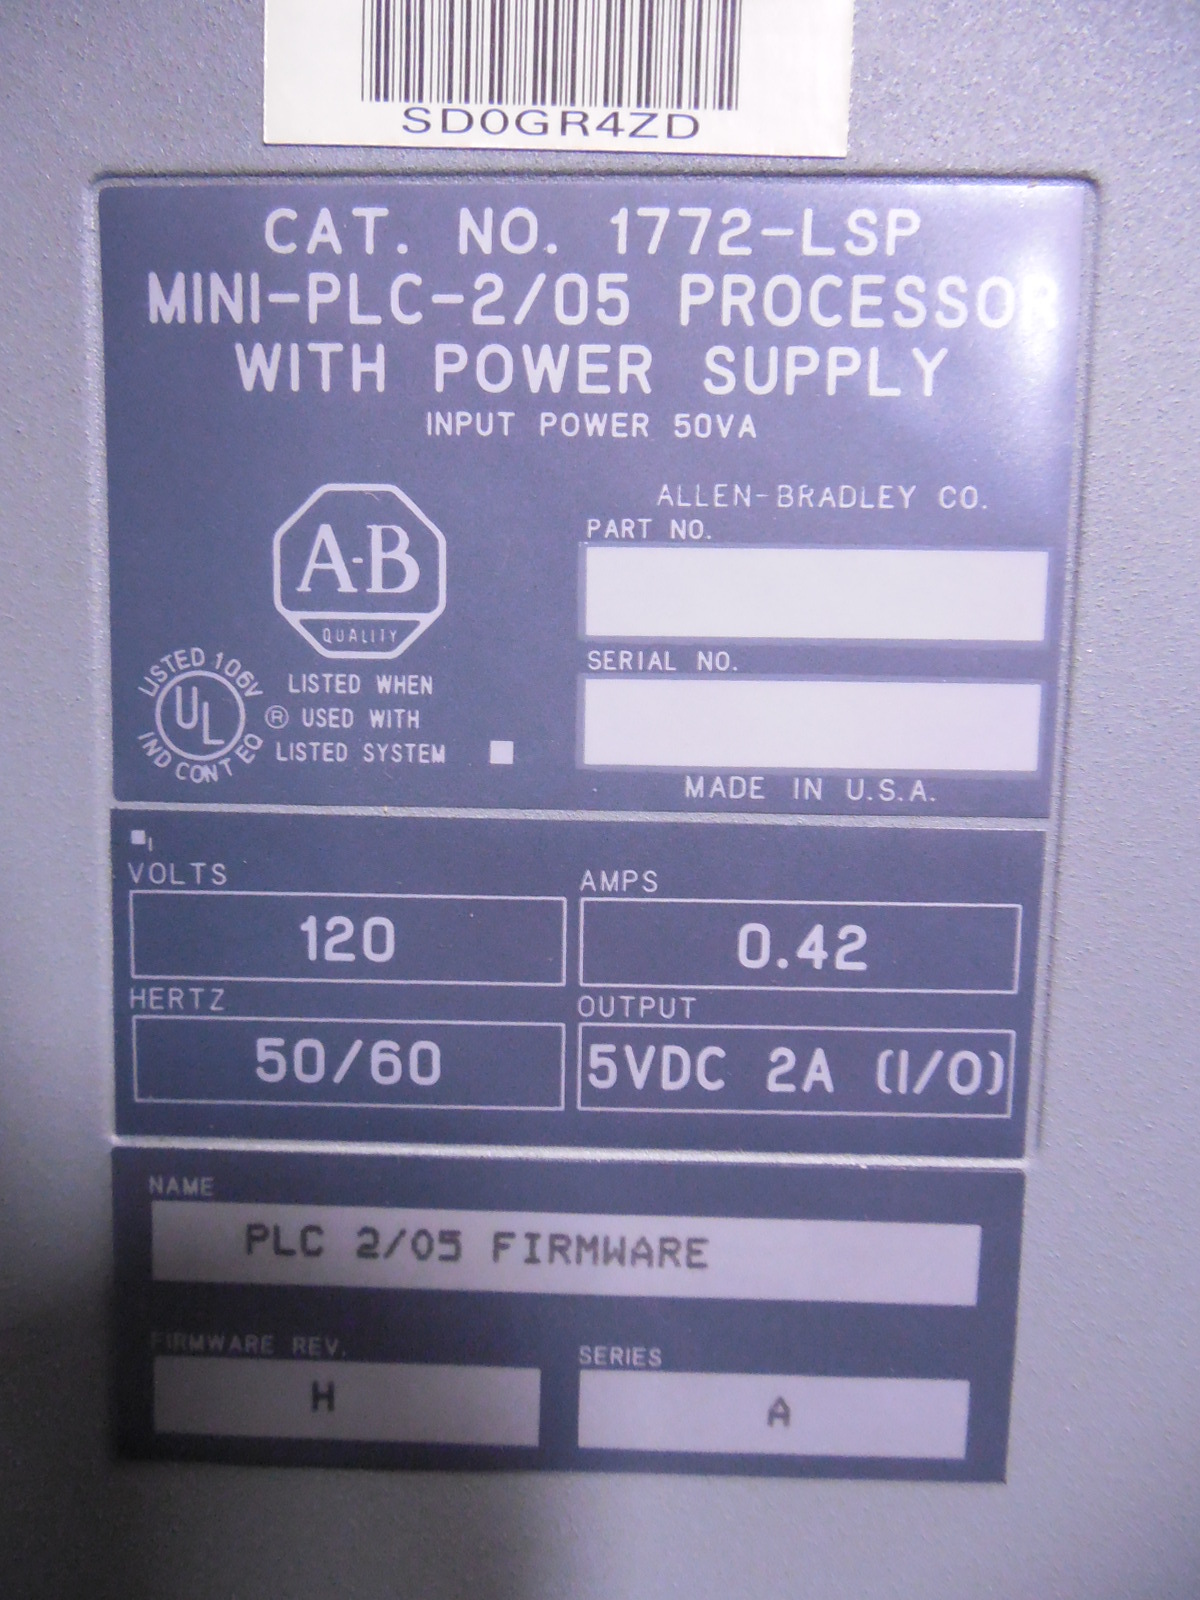 SD0GR4ZD
CAT. NO. 1772-LSP
MINI-PLC-2/05 PROCESSOR
WITH POWER SUPPLY
INPUT POWER 50VA
ALLEN-BRADLEY CO.
PART NO.
A-B
QUALITY
SERIAL NO.
LISTED 106V
UL
IND CONT EQ
®
LISTED WHEN
USED WITH
LISTED SYSTEM
MADE IN U.S.A.
VOLTS
AMPS
120
0.42
HERTZ
OUTPUT
50/60
5VDC 2A (I/O)
NAME
PLC 2/05 FIRMWARE
FIRMWARE REV.
SERIES
H
A